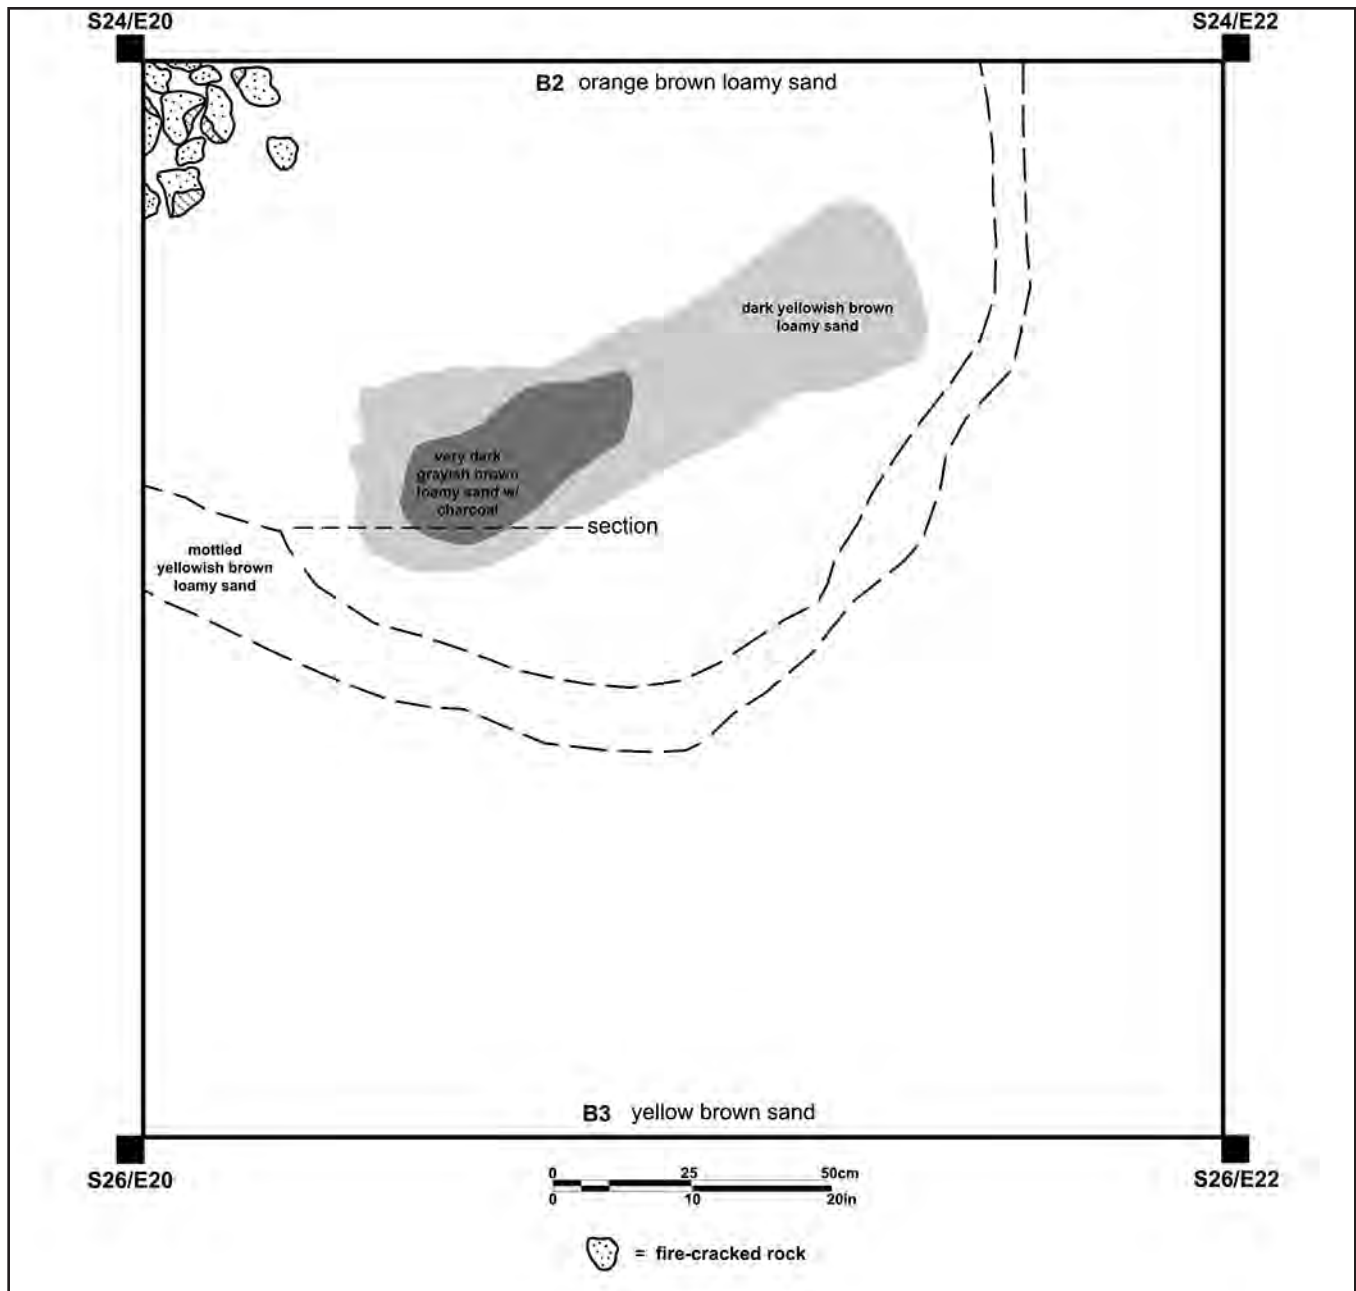 S24/E20
S24/E22
B2 orange brown loamy sand
dark yellowish brown
loamy sand
very dark
grayish brown
loamy sand w/
charcoal
section
mottled
yellowish brown
loamy sand
B3 yellow brown sand
S26/E20
S26/E22
0 25 50cm
0 10 20in
= fire-cracked rock